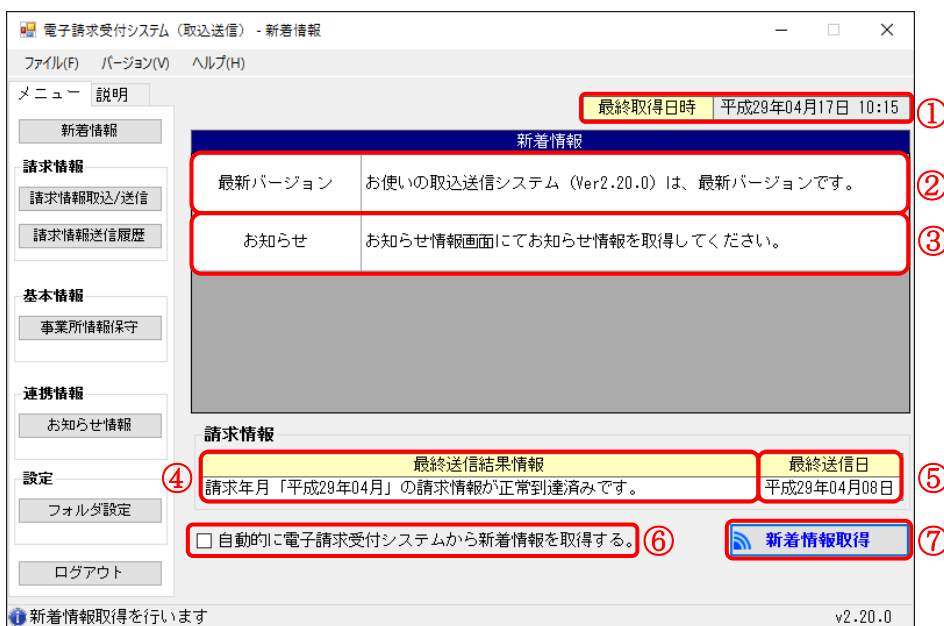 電子請求受付システム（取込送信） - 新着情報
ファイル(F) バージョン(V) ヘルプ(H)
メニュー 説明
新着情報
請求情報
請求情報取込/送信
請求情報送信履歴
基本情報
事業所情報保守
連携情報
お知らせ情報
設定
フォルダ設定
ログアウト
最終取得日時 平成29年04月17日 10:15 ①
新着情報
最新バージョン お使いの取込送信システム（Ver2.20.0）は、最新バージョンです。 ②
お知らせ お知らせ情報画面にてお知らせ情報を取得してください。 ③
請求情報
④ 最終送信結果情報 最終送信日 ⑤
請求年月「平成29年04月」の請求情報が正常到達済みです。 平成29年04月08日
自動的に電子請求受付システムから新着情報を取得する。 ⑥ 新着情報取得 ⑦
新着情報取得を行います v2.20.0